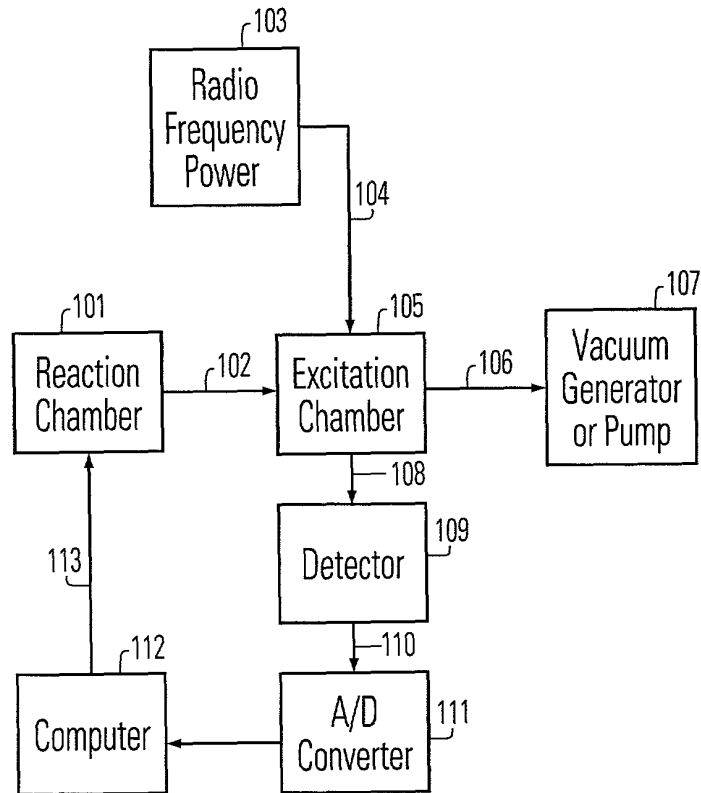 103
Radio
Frequency
Power
104
101
Reaction
Chamber
102
105
Excitation
Chamber
106
107
Vacuum
Generator
or Pump
108
109
Detector
110
113
112
Computer
A/D
Converter
111